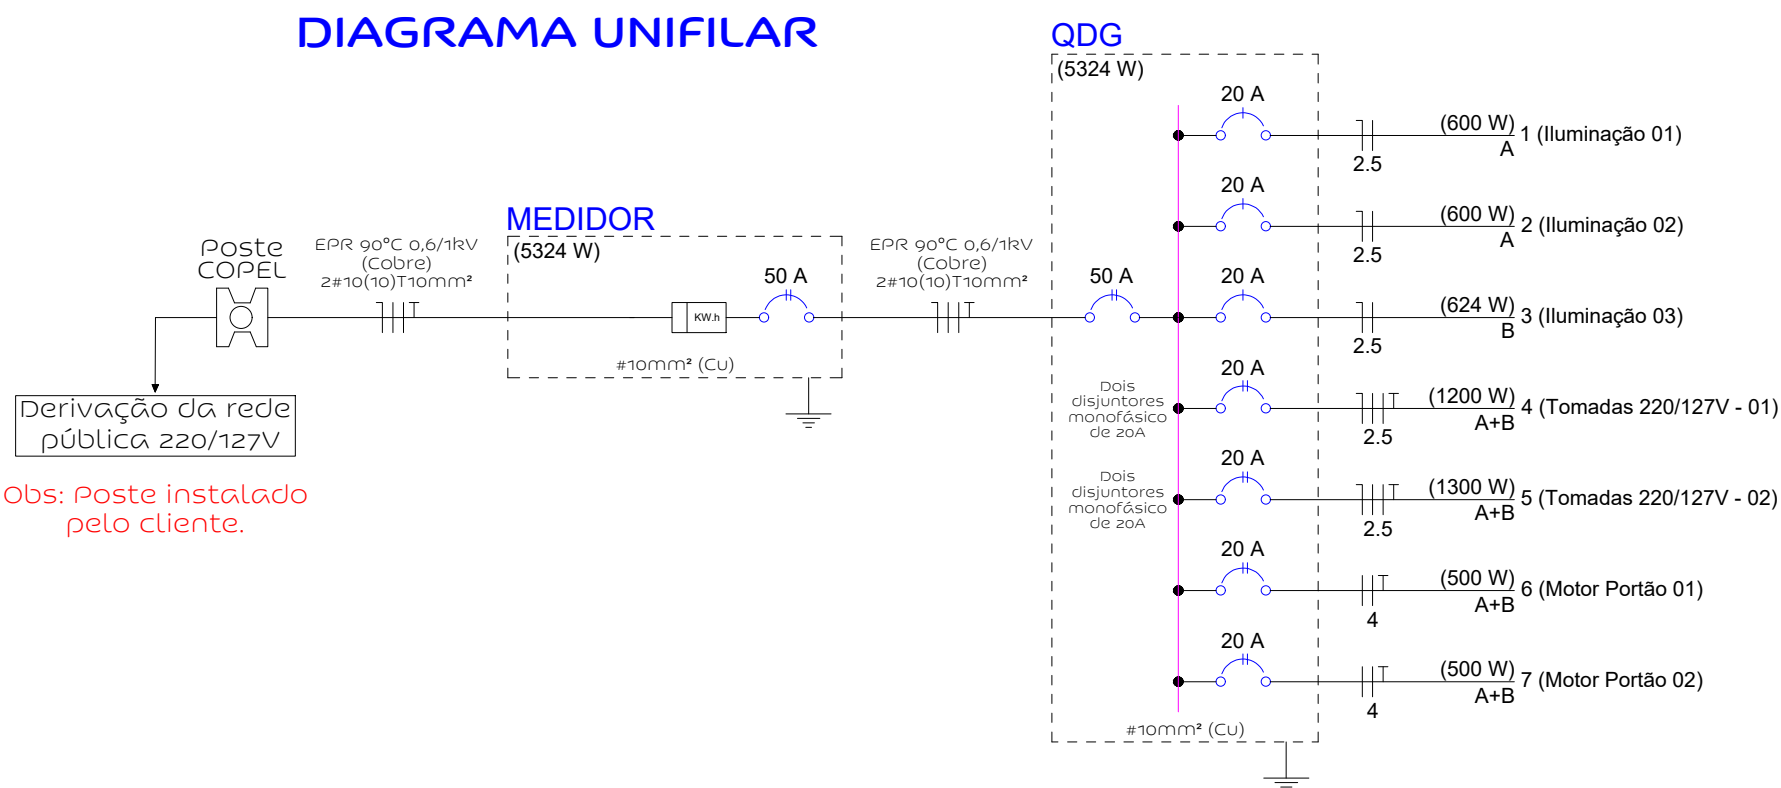 DIAGRAMA UNIFILAR
Poste
COPEL
EPR 90°C 0,6/1kV
(Cobre)
2#10(10)T10mm²
Derivação da rede
pública 220/127V
Obs: Poste instalado
pelo cliente.
MEDIDOR
(5324 W)
KW.h
50 A
#10mm² (Cu)
EPR 90°C 0,6/1kV
(Cobre)
2#10(10)T10mm²
QDG
(5324 W)
50 A
20 A
2.5
(600 W)
A
1 (Iluminação 01)
20 A
2.5
(600 W)
A
2 (Iluminação 02)
20 A
2.5
(624 W)
B
3 (Iluminação 03)
Dois
disjuntores
monofásico
de 20A
20 A
2.5
(1200 W)
A+B
4 (Tomadas 220/127V - 01)
Dois
disjuntores
monofásico
de 20A
20 A
2.5
(1300 W)
A+B
5 (Tomadas 220/127V - 02)
20 A
4
(500 W)
A+B
6 (Motor Portão 01)
20 A
4
(500 W)
A+B
7 (Motor Portão 02)
#10mm² (Cu)